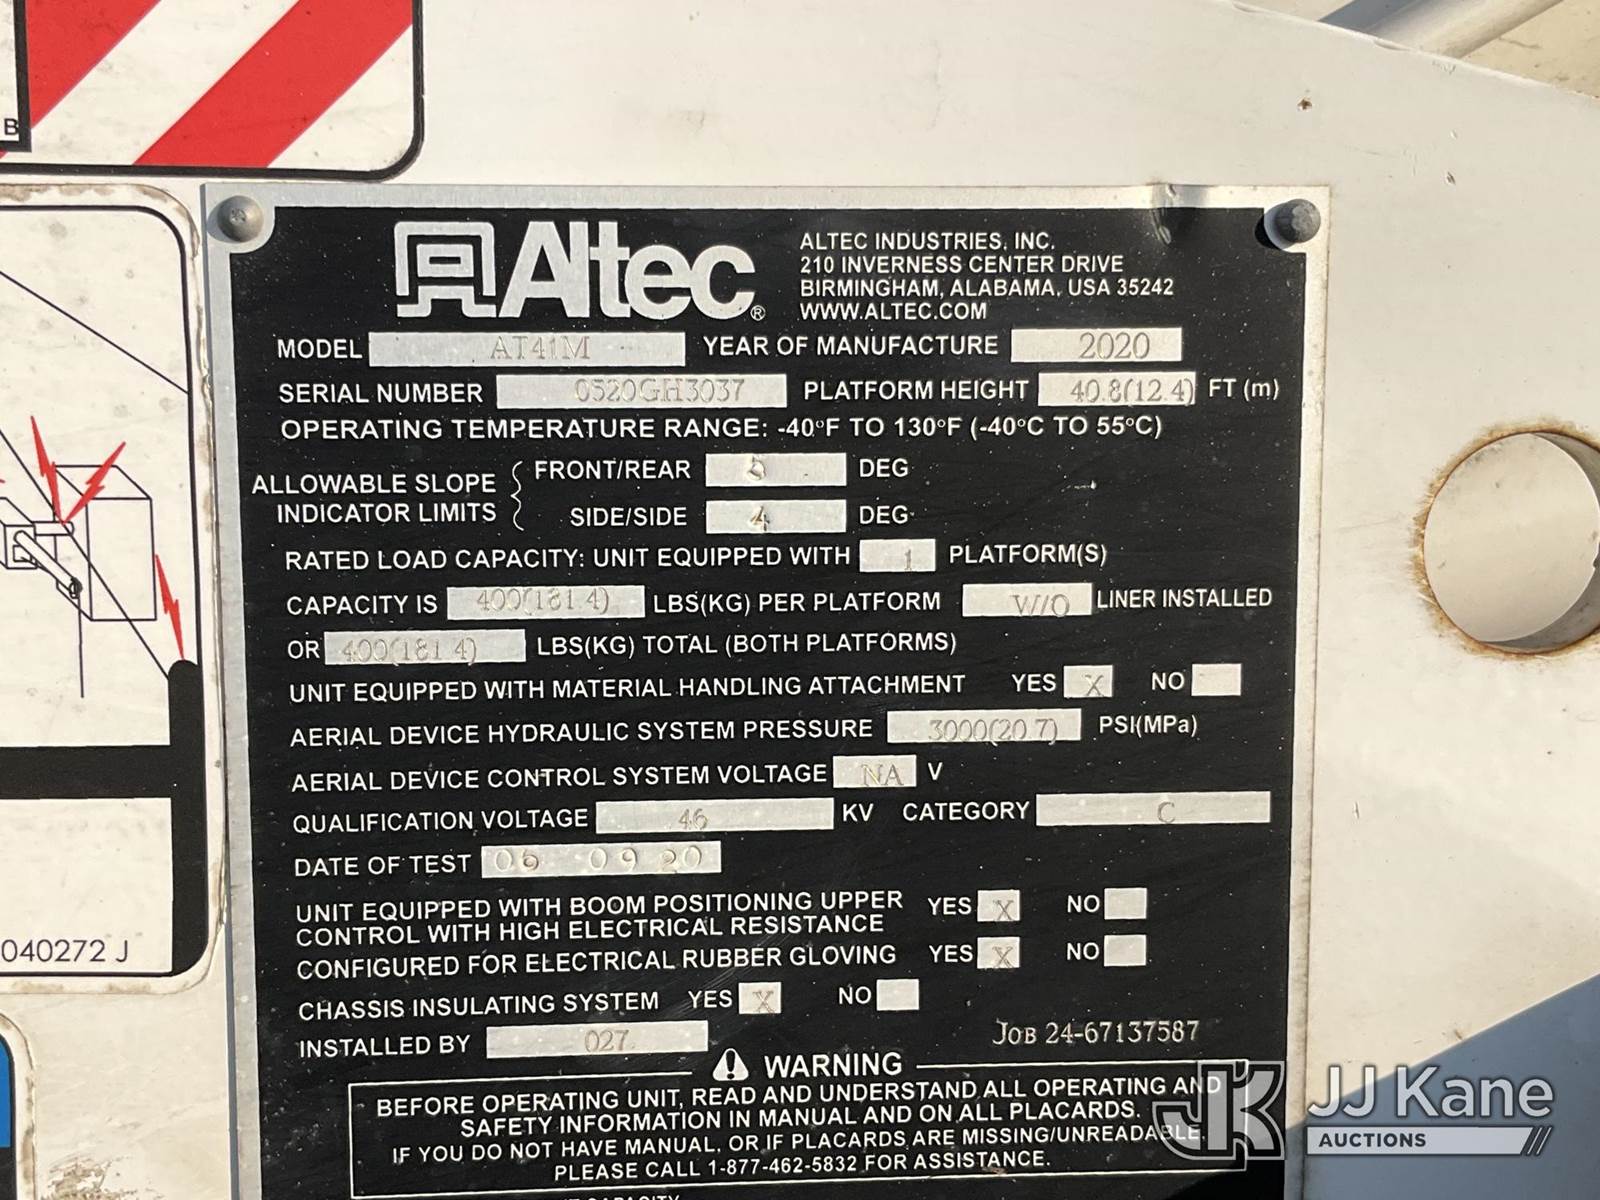 B
Altec®
ALTEC INDUSTRIES, INC.
210 INVERNESS CENTER DRIVE
BIRMINGHAM, ALABAMA, USA 35242
WWW.ALTEC.COM
MODEL AT41M YEAR OF MANUFACTURE 2020
SERIAL NUMBER 0520GH3037 PLATFORM HEIGHT 40.8(12.4) FT (m)
OPERATING TEMPERATURE RANGE: -40°F TO 130°F (-40°C TO 55°C)
ALLOWABLE SLOPE INDICATOR LIMITS
FRONT/REAR 5 DEG
SIDE/SIDE 4 DEG
RATED LOAD CAPACITY: UNIT EQUIPPED WITH 1 PLATFORM(S)
CAPACITY IS 400(181.4) LBS(KG) PER PLATFORM W/O LINER INSTALLED
OR 400(181.4) LBS(KG) TOTAL (BOTH PLATFORMS)
UNIT EQUIPPED WITH MATERIAL HANDLING ATTACHMENT YES X NO
AERIAL DEVICE HYDRAULIC SYSTEM PRESSURE 3000(20.7) PSI(MPa)
AERIAL DEVICE CONTROL SYSTEM VOLTAGE NA V
QUALIFICATION VOLTAGE 46 KV CATEGORY C
DATE OF TEST 06 09 20
UNIT EQUIPPED WITH BOOM POSITIONING UPPER
CONTROL WITH HIGH ELECTRICAL RESISTANCE YES X NO
CONFIGURED FOR ELECTRICAL RUBBER GLOVING YES X NO
CHASSIS INSULATING SYSTEM YES X NO
INSTALLED BY 027
JOB 24-67137587
WARNING
BEFORE OPERATING UNIT, READ AND UNDERSTAND ALL OPERATING AND
SAFETY INFORMATION IN MANUAL AND ON ALL PLACARDS.
IF YOU DO NOT HAVE MANUAL, OR IF PLACARDS ARE MISSING/UNREADABLE,
PLEASE CALL 1-877-462-5832 FOR ASSISTANCE.
040272 J
JK JJ Kane
AUCTIONS